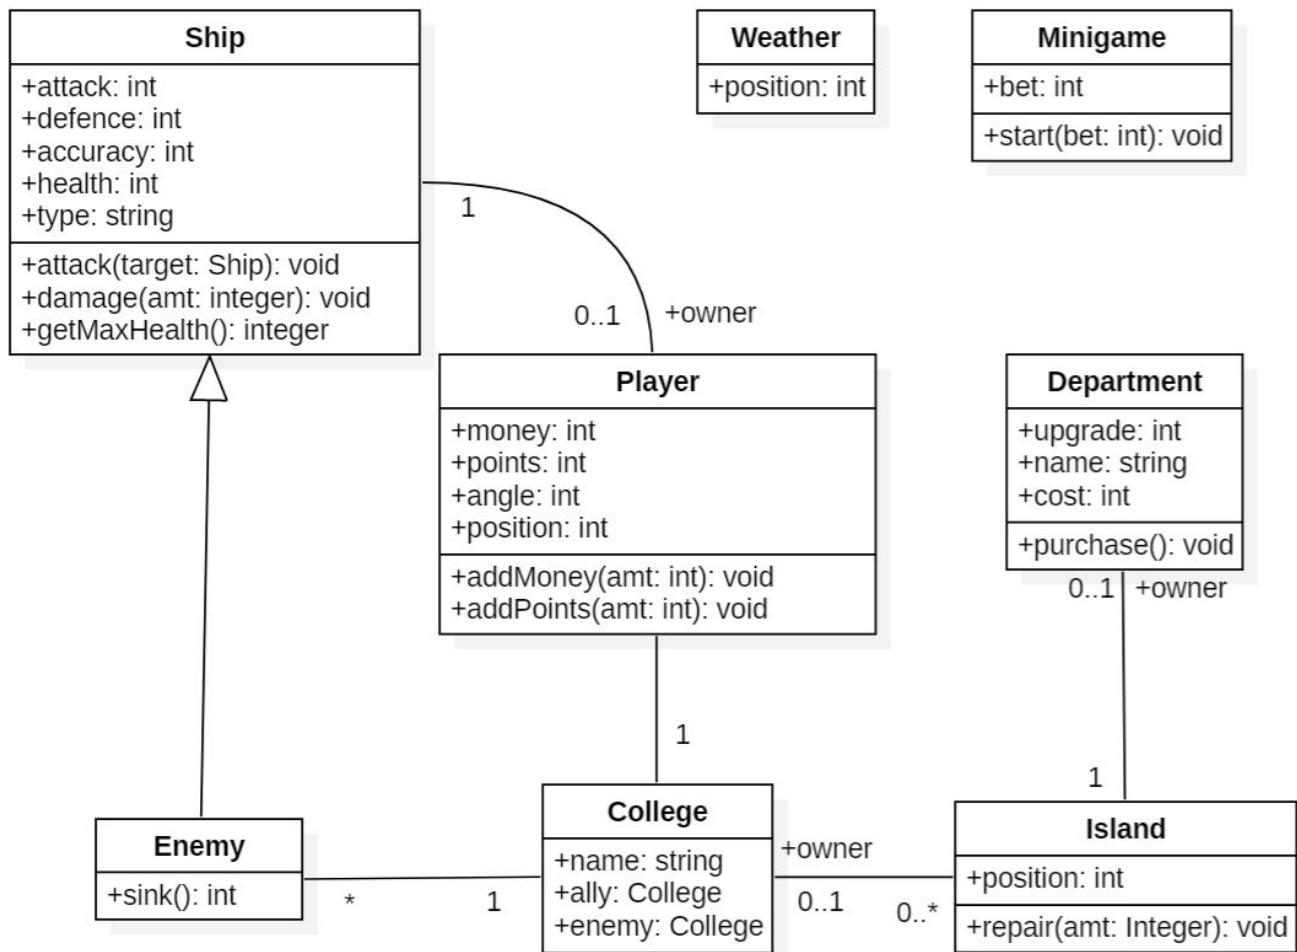 Ship
+attack: int
+defence: int
+accuracy: int
+health: int
+type: string
+attack(target: Ship): void
+damage(amt: integer): void
+getMaxHealth(): integer
Weather
+position: int
Minigame
+bet: int
+start(bet: int): void
1
0..1 +owner
Player
+money: int
+points: int
+angle: int
+position: int
+addMoney(amt: int): void
+addPoints(amt: int): void
Department
+upgrade: int
+name: string
+cost: int
+purchase(): void
0..1 +owner
1
1
Enemy
+sink(): int
* 1
College
+name: string
+ally: College
+enemy: College
+owner
0..1 0..*
Island
+position: int
+repair(amt: Integer): void